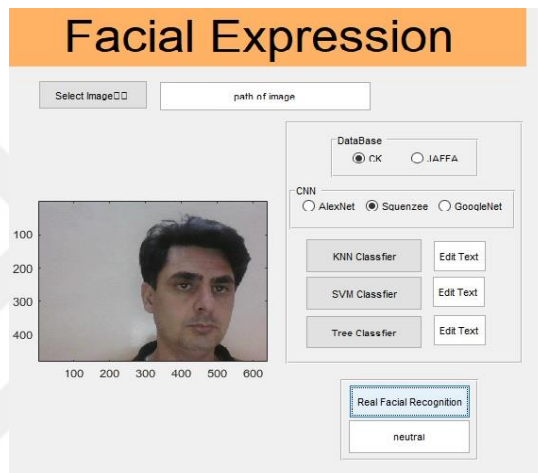 Facial Expression
Select Image▯▯
path of image
DataBase
CK JAFFA
CNN
AlexNet Squenzee GoogleNet
KNN Classfier Edit Text
SVM Classfier Edit Text
Tree Classfier Edit Text
100
200
300
400
100 200 300 400 500 600
Real Facial Recognition
neutral